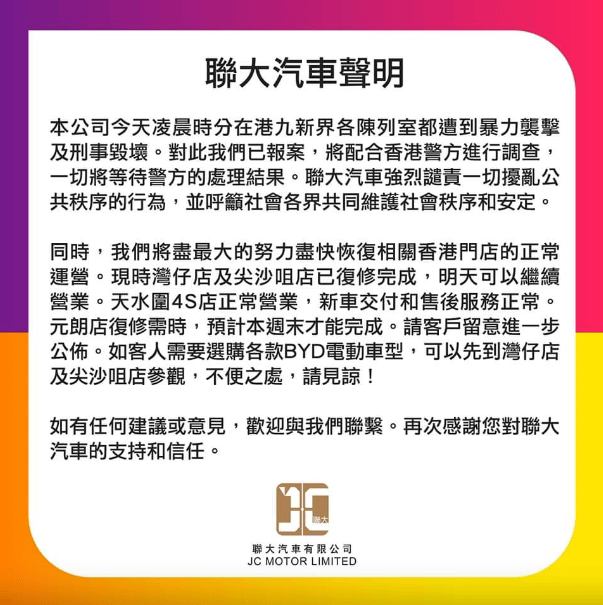 聯大汽車聲明
本公司今天凌晨時分在港九新界各陳列室都遭到暴力襲擊
及刑事毀壞。對此我們已報案，將配合香港警方進行調查，
一切將等待警方的處理結果。聯大汽車強烈譴責一切擾亂公
共秩序的行為，並呼籲社會各界共同維護社會秩序和安定。
同時，我們將盡最大的努力盡快恢復相關香港門店的正常
運營。現時灣仔店及尖沙咀店已復修完成，明天可以繼續
營業。天水圍4S店正常營業，新車交付和售後服務正常。
元朗店復修需時，預計本週末才能完成。請客戶留意進一步
公佈。如客人需要選購各款BYD電動車型，可以先到灣仔店
及尖沙咀店參觀，不便之處，請見諒！
如有任何建議或意見，歡迎與我們聯繫。再次感謝您對聯大
汽車的支持和信任。
JC
聯大
聯大汽車有限公司
JC MOTOR LIMITED